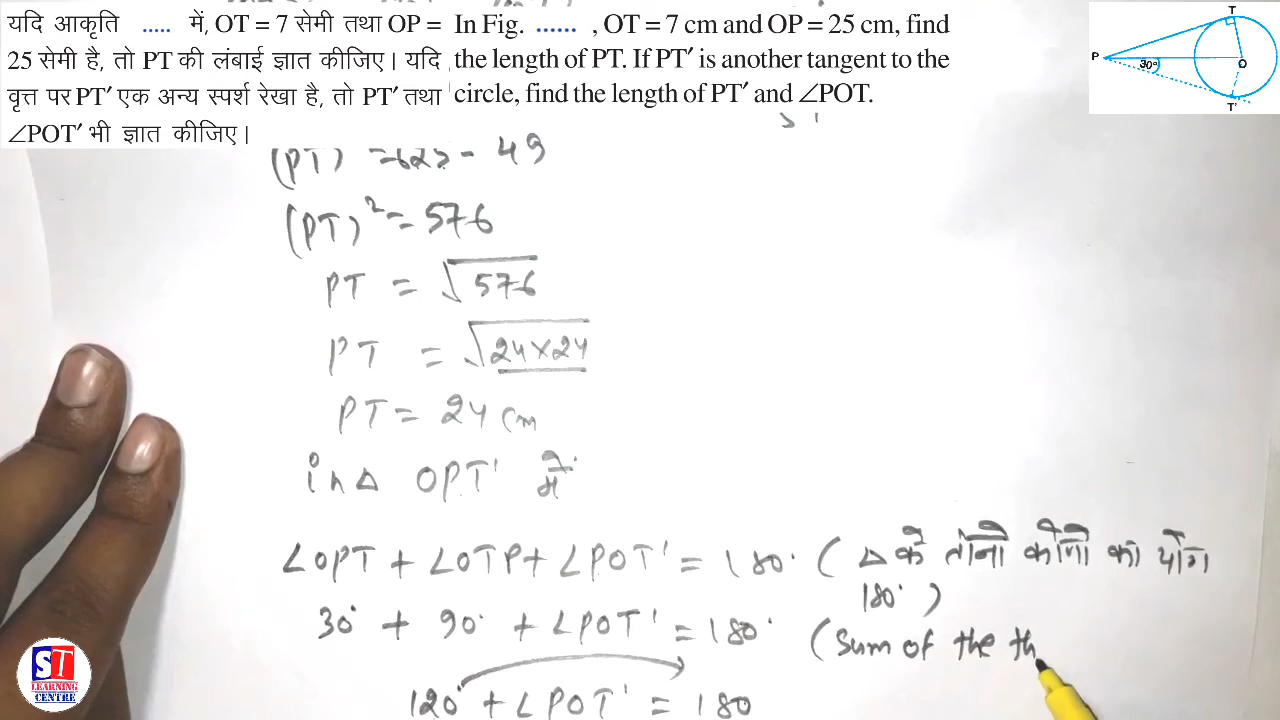 यदि आकृति ..... में, OT = 7 सेमी तथा OP =
25 सेमी है, तो PT की लंबाई ज्ञात कीजिए। यदि
वृत्त पर PT′ एक अन्य स्पर्श रेखा है, तो PT′ तथा
∠POT′ भी ज्ञात कीजिए।
In Fig. ...... , OT = 7 cm and OP = 25 cm, find
the length of PT. If PT′ is another tangent to the
circle, find the length of PT′ and ∠POT.
T
P
30°
O
T'
(PT) = 625 - 49
(PT)² = 576
PT = √576
PT = √24×24
PT = 24 cm
in Δ OPT' में
∠OPT + ∠OTP + ∠POT' = 180° ( Δ के तीनो कोणो का योग
180° )
30° + 90° + ∠POT' = 180° (Sum of the th
120° + ∠POT' = 180
ST
LEARNING
CENTRE